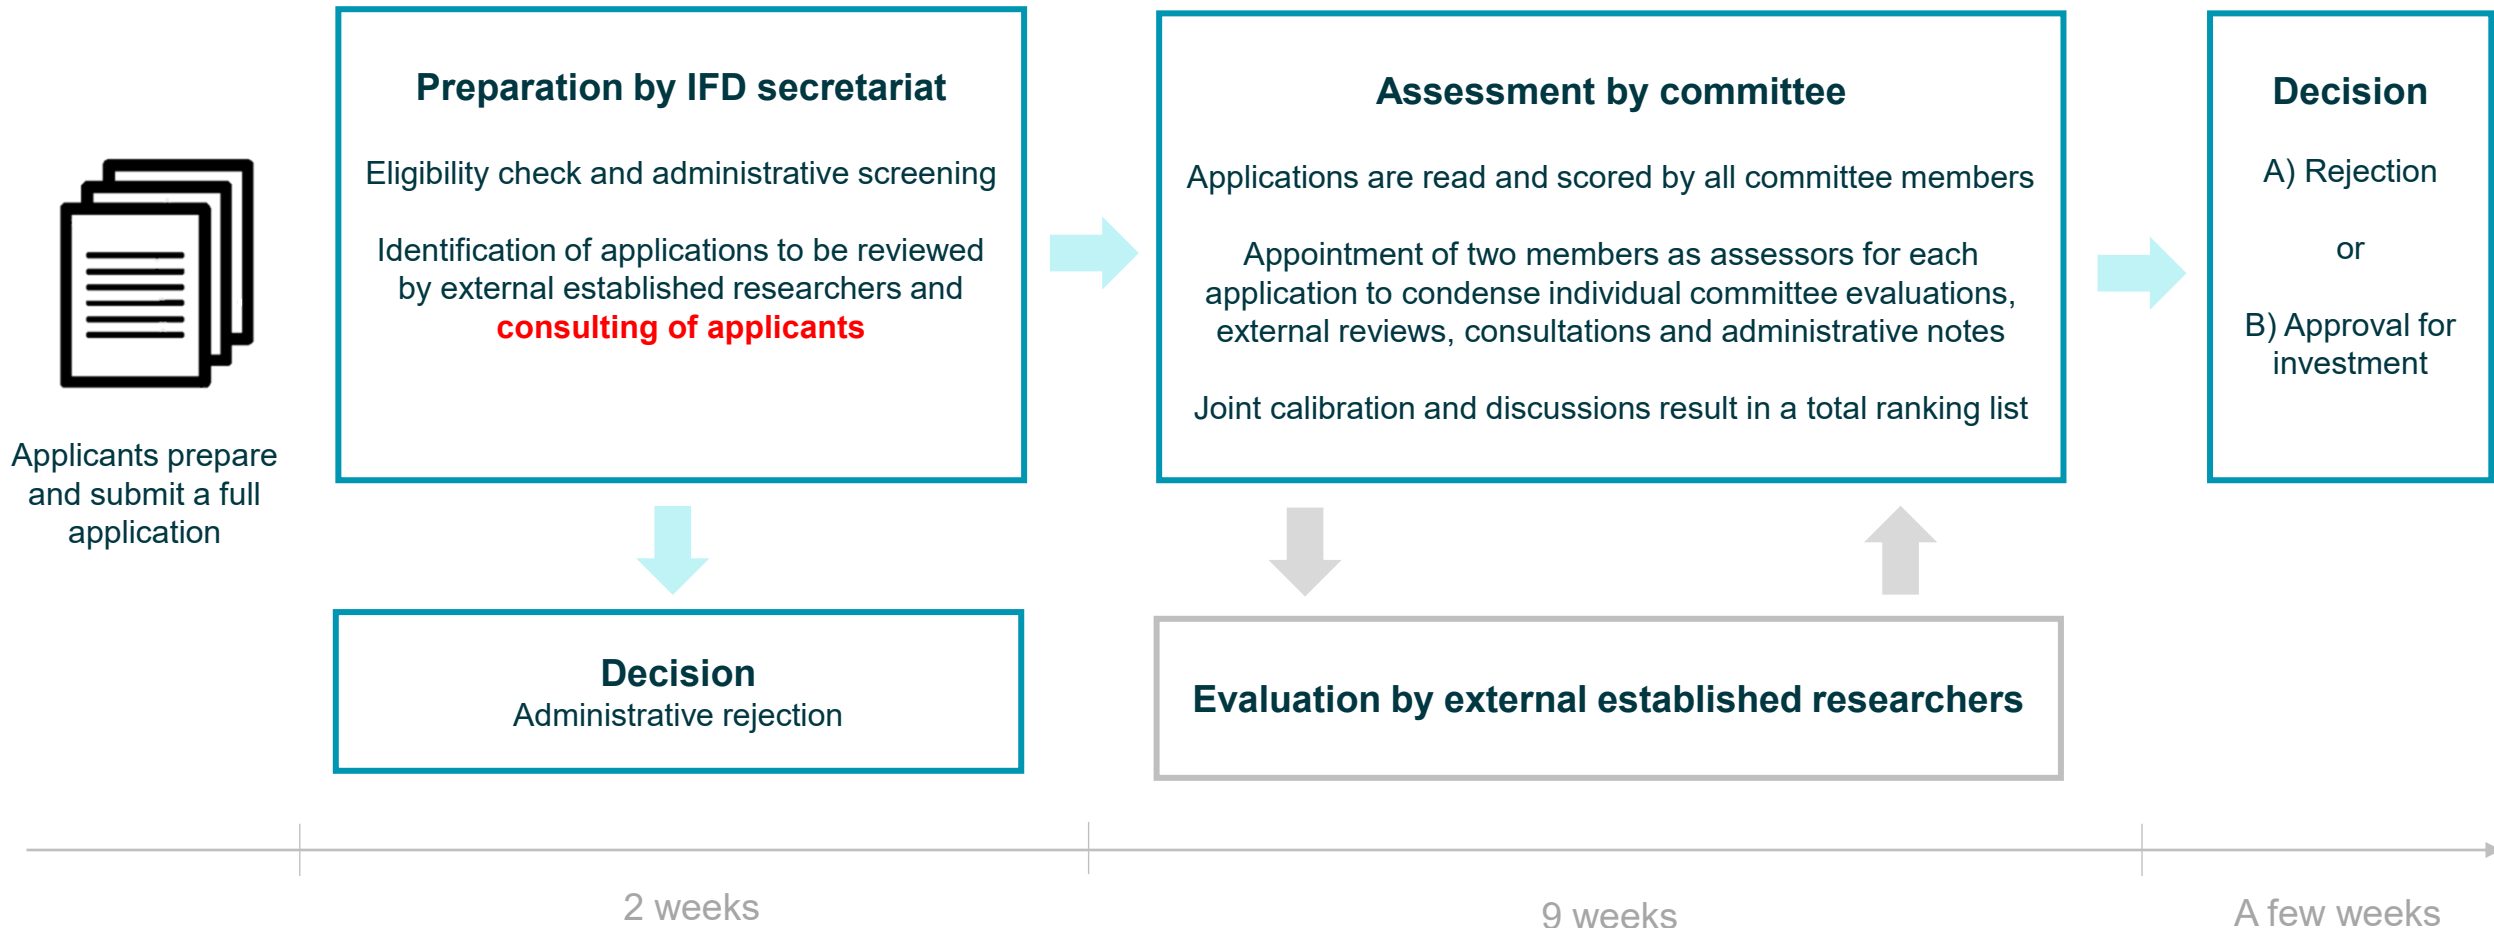 Applicants prepare
and submit a full
application
Preparation by IFD secretariat
Eligibility check and administrative screening
Identification of applications to be reviewed
by external established researchers and
consulting of applicants
Decision
Administrative rejection
Assessment by committee
Applications are read and scored by all committee members
Appointment of two members as assessors for each
application to condense individual committee evaluations,
external reviews, consultations and administrative notes
Joint calibration and discussions result in a total ranking list
Evaluation by external established researchers
Decision
A) Rejection
or
B) Approval for
investment
2 weeks
9 weeks
A few weeks